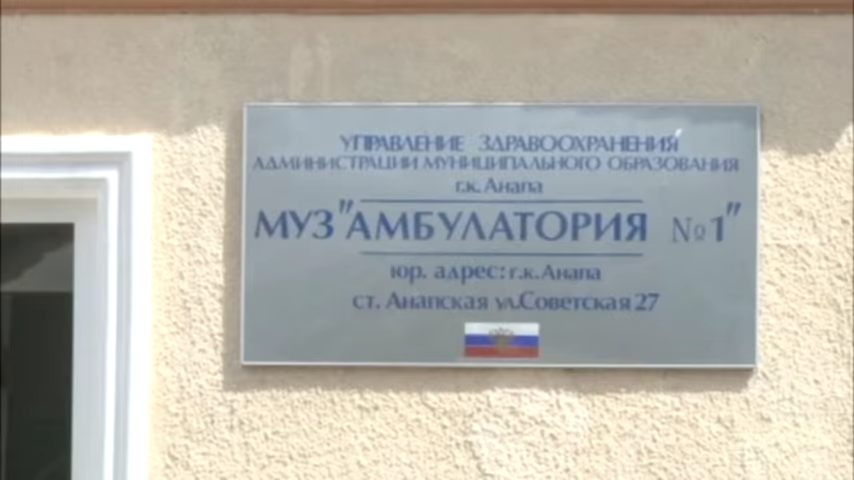 УПРАВЛЕНИЕ ЗДРАВООХРАНЕНИЯ
АДМИНИСТРАЦИИ МУНИЦИПАЛЬНОГО ОБРАЗОВАНИЯ
г.к. Анапа
МУЗ "АМБУЛАТОРИЯ №1"
юр. адрес: г.к. Анапа
ст. Анапская ул.Советская 27